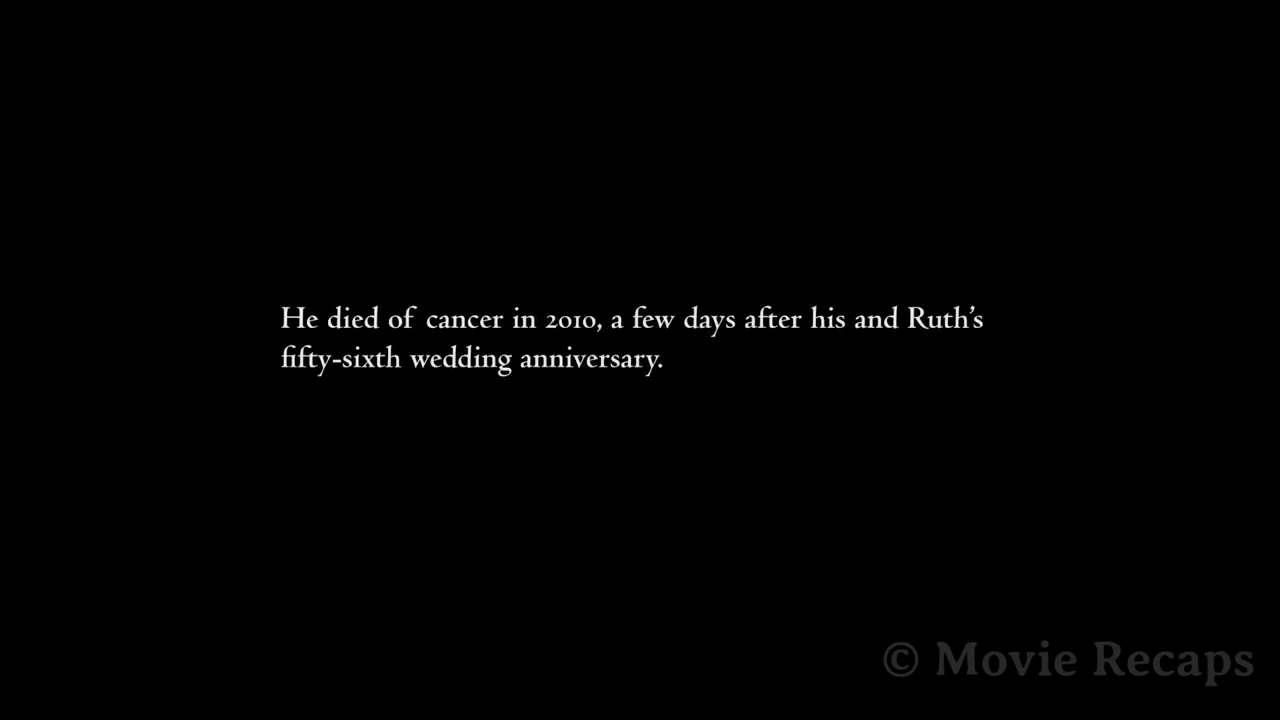 He died of cancer in 2010, a few days after his and Ruth’s
fifty-sixth wedding anniversary.
© Movie Recaps